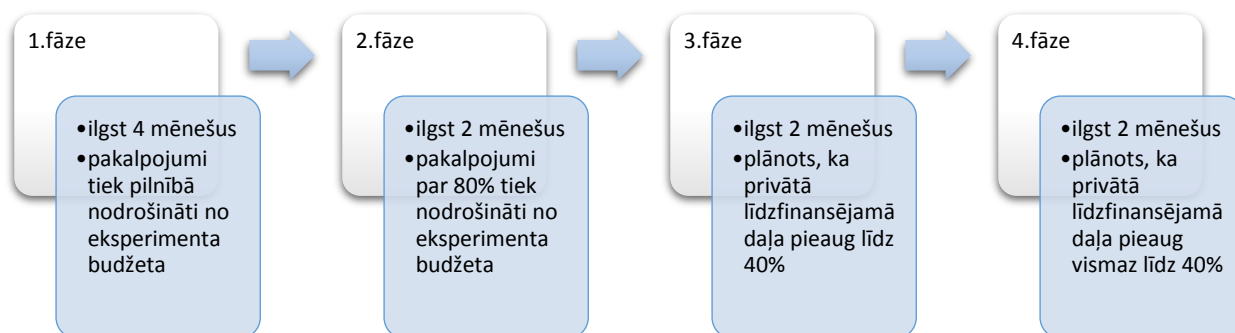 1.fāze
•ilgst 4 mēnešus
•pakalpojumi
tiek pilnībā
nodrošināti no
eksperimenta
budžeta
2.fāze
•ilgst 2 mēnešus
•pakalpojumi
par 80% tiek
nodrošināti no
eksperimenta
budžeta
3.fāze
•ilgst 2 mēnešus
•plānots, ka
privātā
līdzfinansējamā
daļa pieaug līdz
40%
4.fāze
•ilgst 2 mēnešus
•plānots, ka
privātā
līdzfinansējamā
daļa pieaug
vismaz līdz 40%